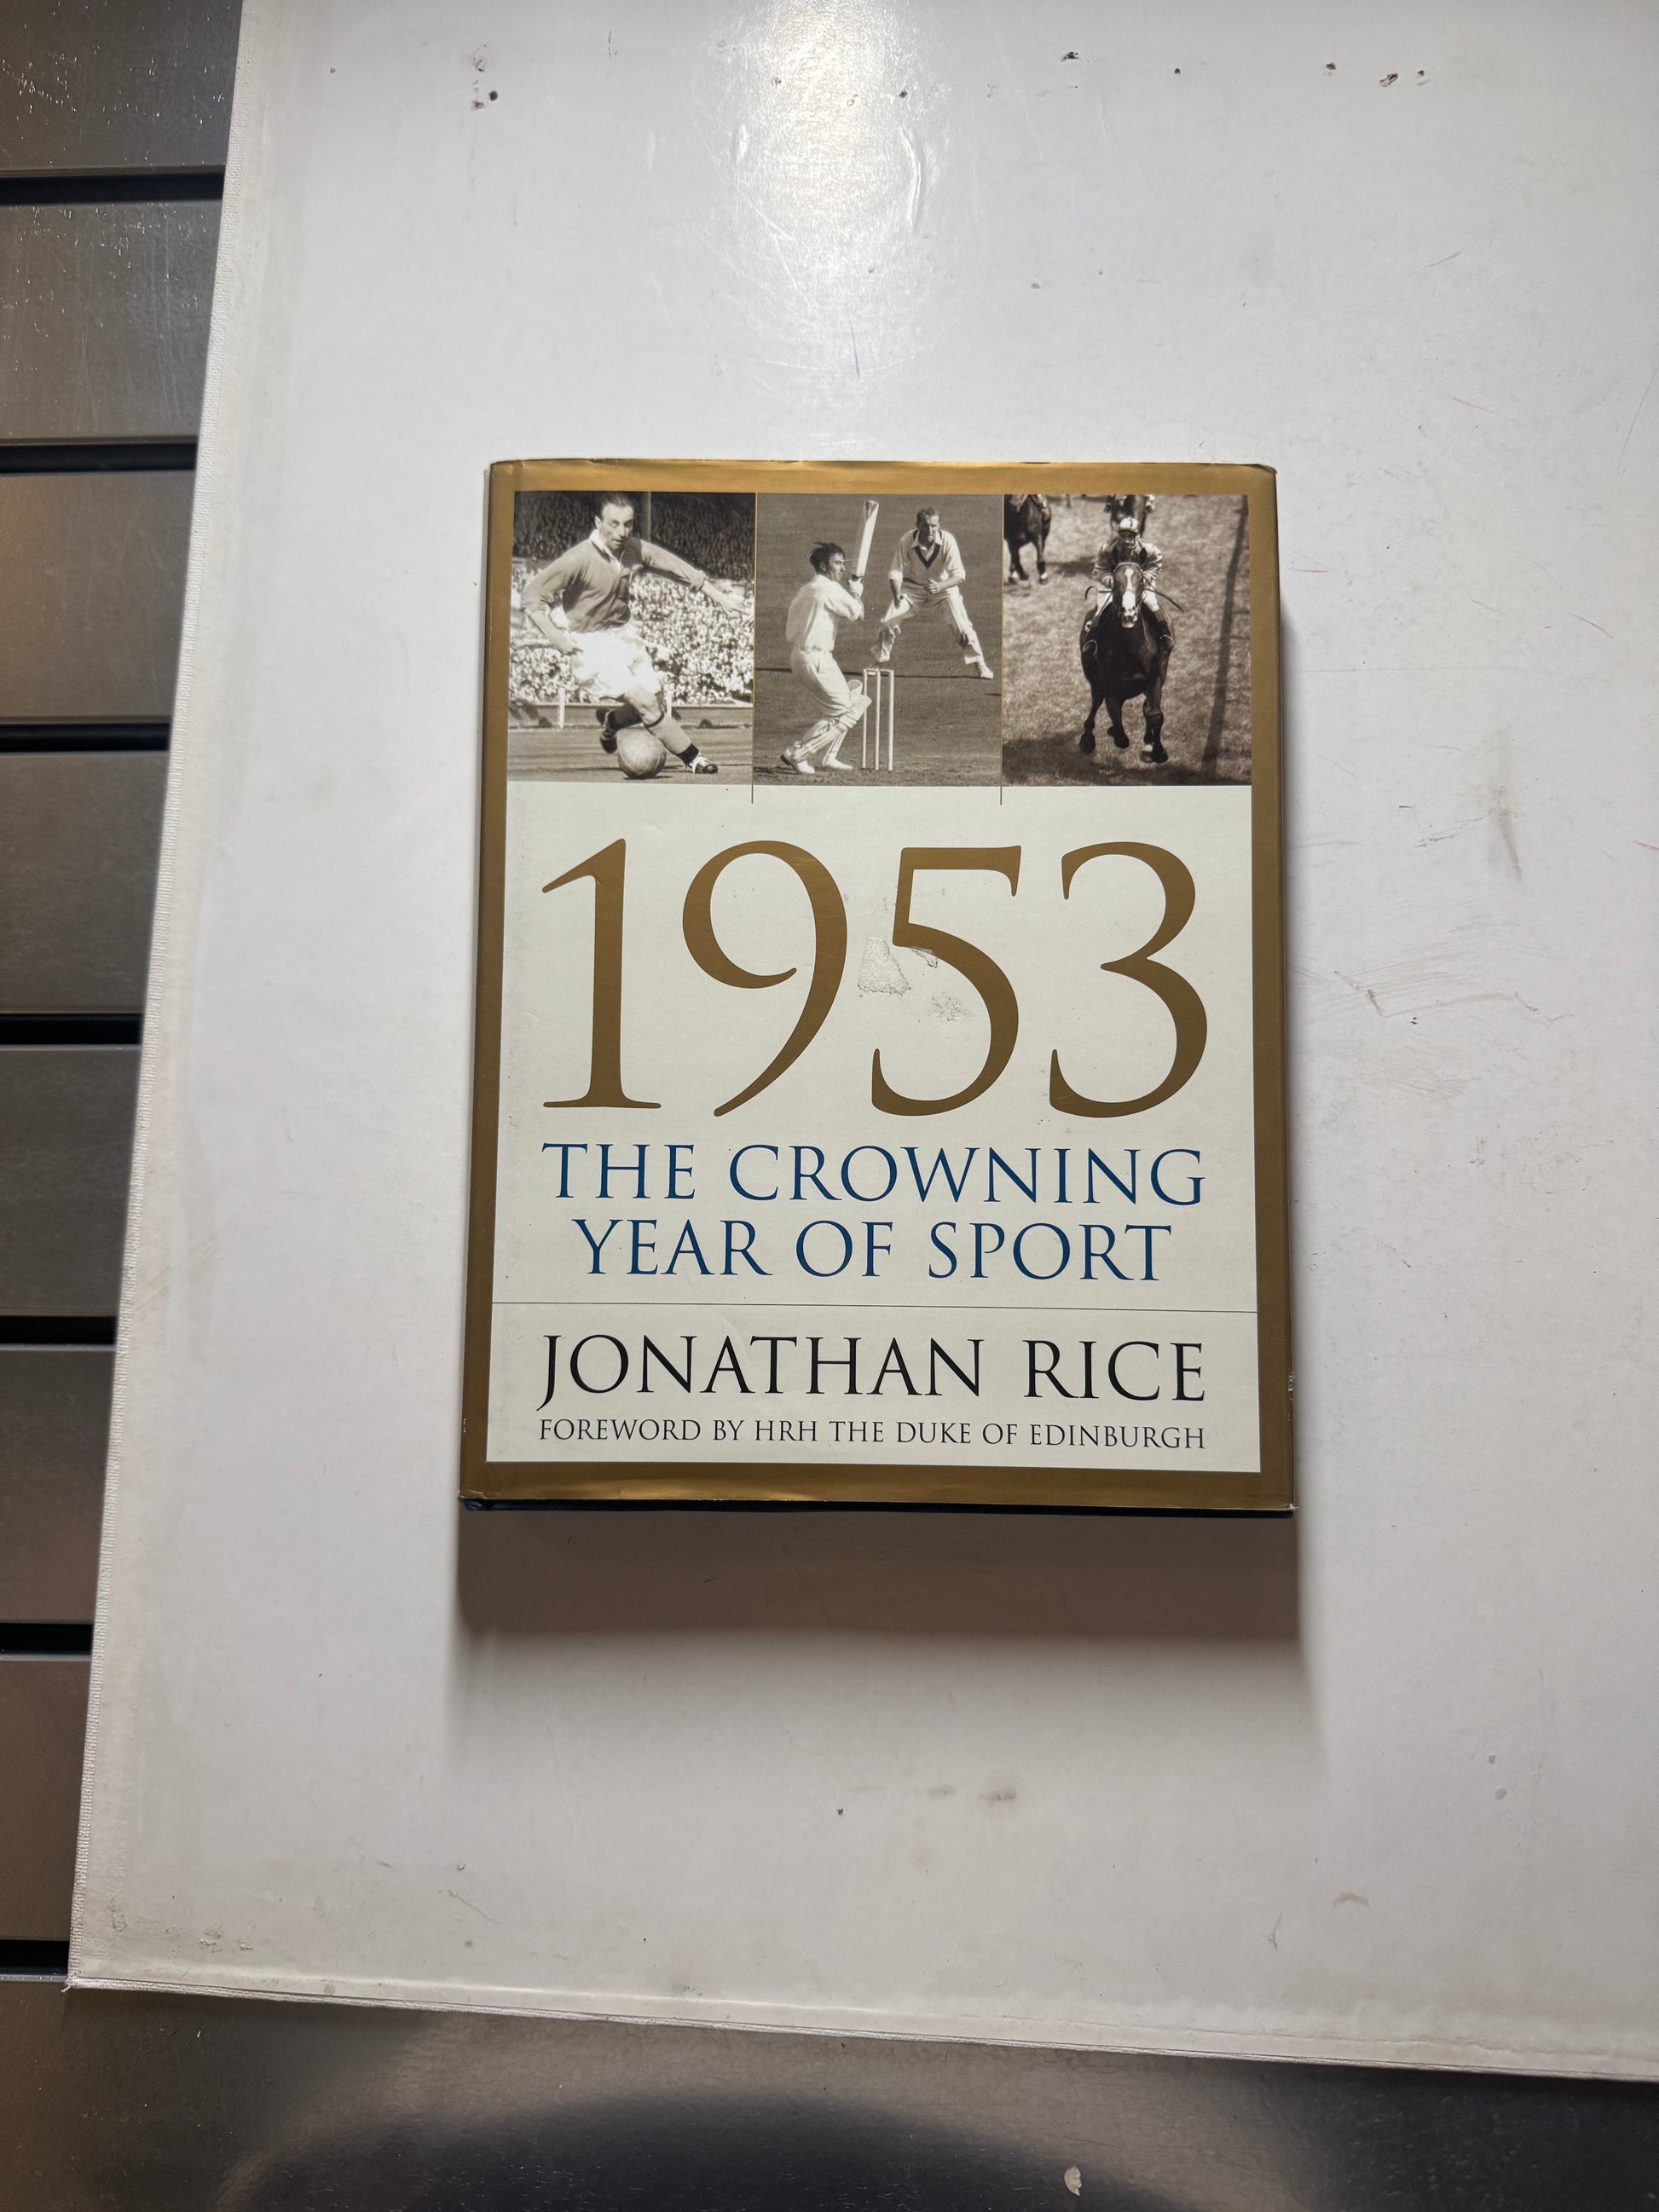 1953
THE CROWNING
YEAR OF SPORT
JONATHAN RICE
FOREWORD BY HRH THE DUKE OF EDINBURGH